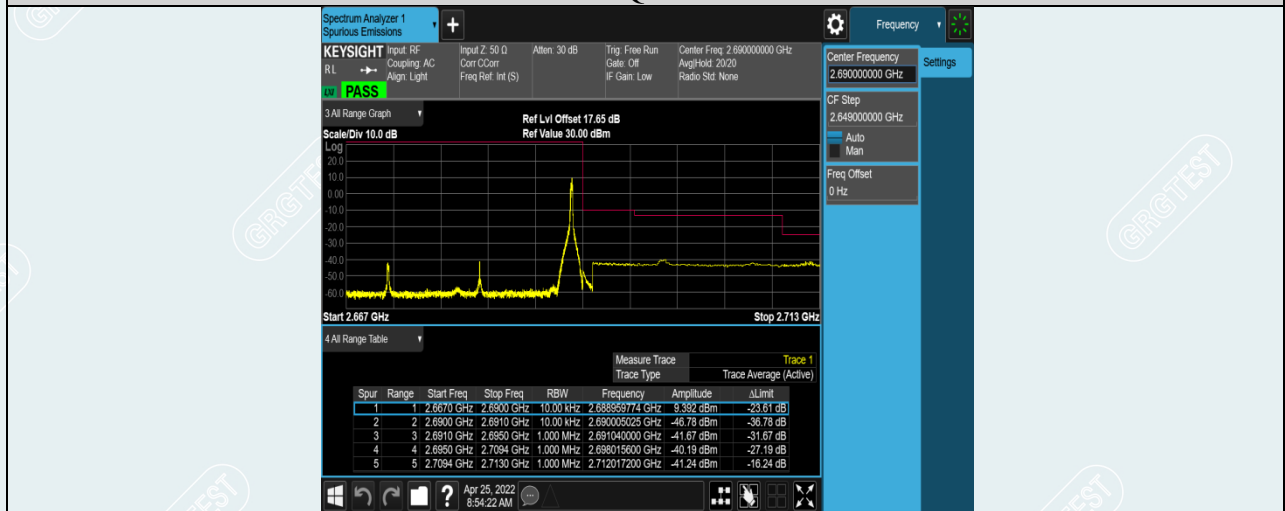 Spectrum Analyzer 1
Spurious Emissions
+
Frequency
KEYSIGHT Input: RF Input Z: 50 Ω Atten: 30 dB Trig: Free Run Center Freq: 2.690000000 GHz
RL Coupling: AC Corr CCorr Gate: Off Avg|Hold: 20/20
Align: Light Freq Ref: Int (S) IF Gain: Low Radio Std: None
PASS
Center Frequency
2.690000000 GHz
Settings
CF Step
2.649000000 GHz
Auto
Man
Freq Offset
0 Hz
3 All Range Graph
Ref Lvl Offset 17.65 dB
Scale/Div 10.0 dB Ref Value 30.00 dBm
Log
20.0
10.0
0.00
-10.0
-20.0
-30.0
-40.0
-50.0
-60.0
Start 2.667 GHz Stop 2.713 GHz
4 All Range Table
Measure Trace Trace 1
Trace Type Trace Average (Active)
Spur Range Start Freq Stop Freq RBW Frequency Amplitude ΔLimit
1 1 2.6670 GHz 2.6900 GHz 10.00 kHz 2.688959774 GHz 9.392 dBm -23.61 dB
2 2 2.6900 GHz 2.6910 GHz 10.00 kHz 2.690005025 GHz -46.78 dBm -36.78 dB
3 3 2.6910 GHz 2.6950 GHz 1.000 MHz 2.691040000 GHz -41.67 dBm -31.67 dB
4 4 2.6950 GHz 2.7094 GHz 1.000 MHz 2.698015600 GHz -40.19 dBm -27.19 dB
5 5 2.7094 GHz 2.7130 GHz 1.000 MHz 2.712017200 GHz -41.24 dBm -16.24 dB
?
Apr 25, 2022
8:54:22 AM
GRGTEST
GRGTEST